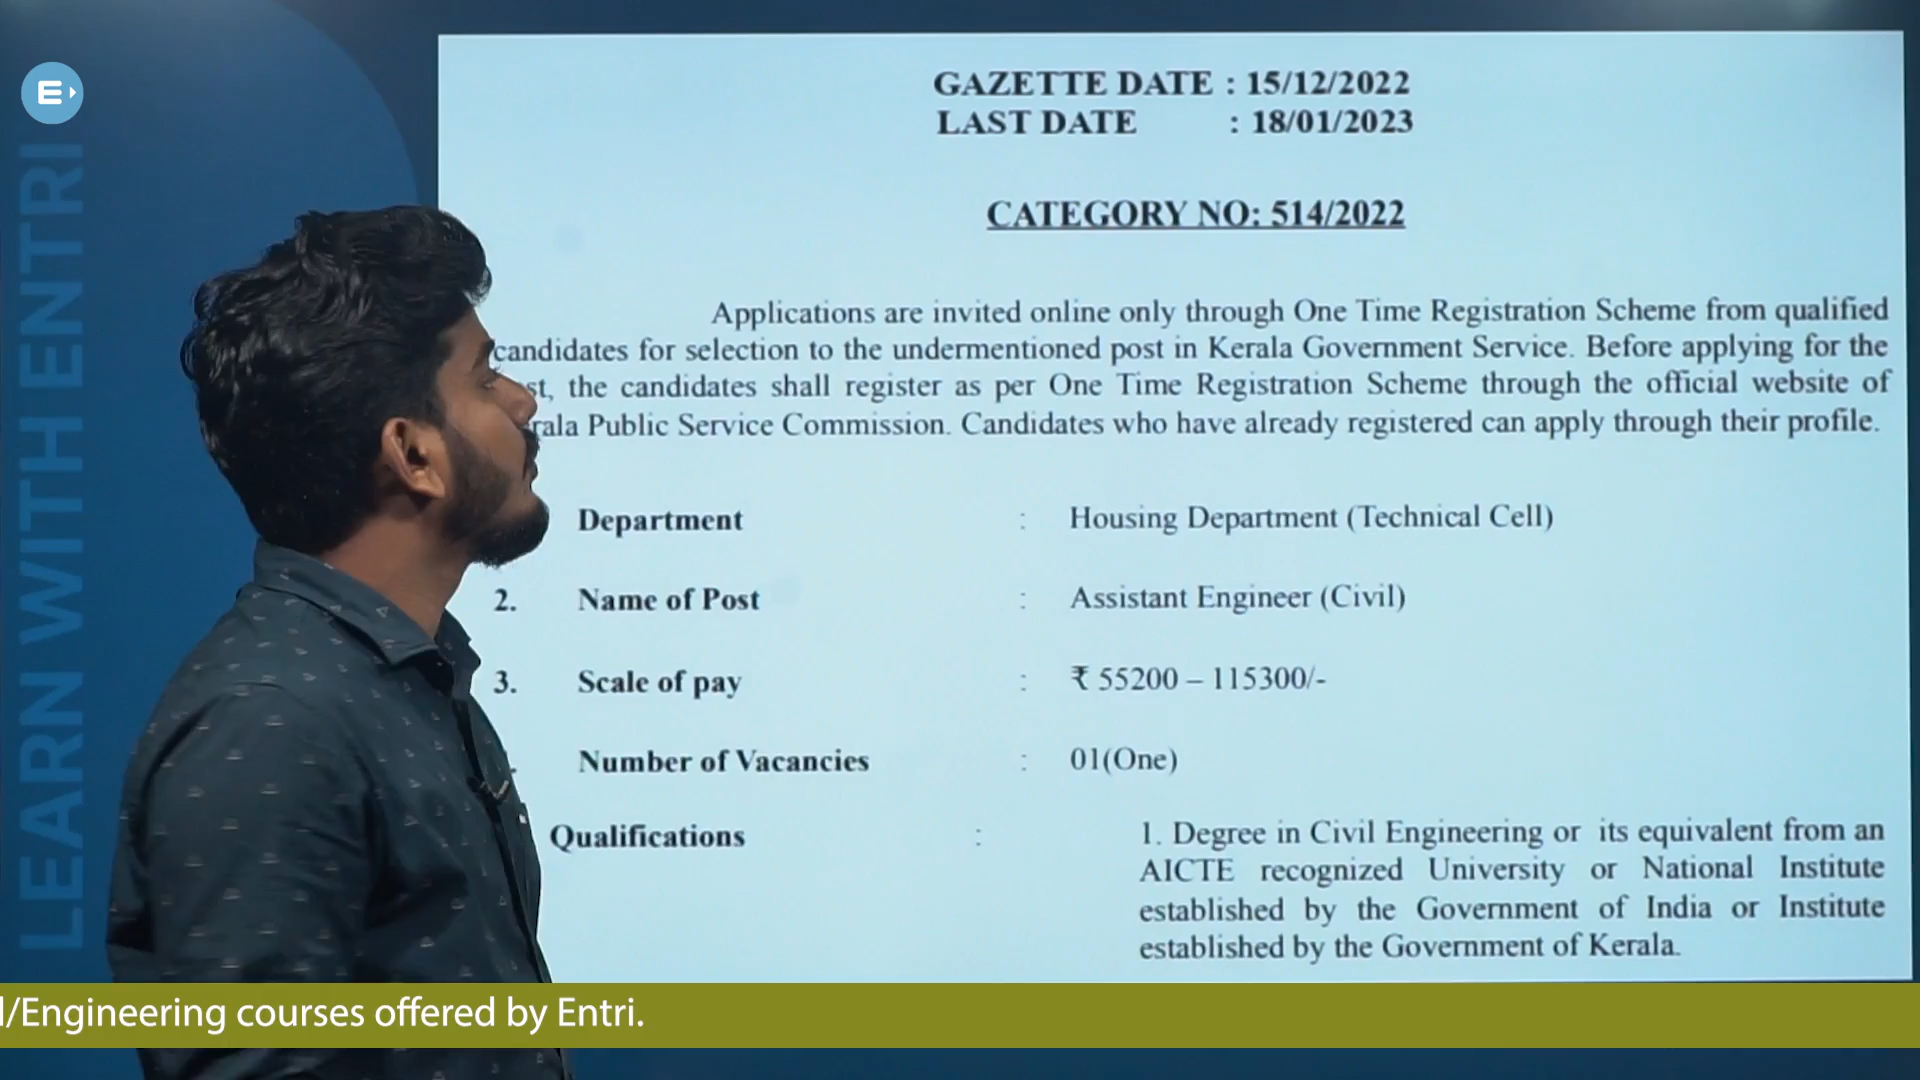 LEARN WITH ENTRI
GAZETTE DATE : 15/12/2022
LAST DATE : 18/01/2023
CATEGORY NO: 514/2022
Applications are invited online only through One Time Registration Scheme from qualified
candidates for selection to the undermentioned post in Kerala Government Service. Before applying for the
st, the candidates shall register as per One Time Registration Scheme through the official website of
rala Public Service Commission. Candidates who have already registered can apply through their profile.
Department : Housing Department (Technical Cell)
2. Name of Post : Assistant Engineer (Civil)
3. Scale of pay : ₹ 55200 – 115300/-
Number of Vacancies : 01(One)
Qualifications : 1. Degree in Civil Engineering or its equivalent from an
AICTE recognized University or National Institute
established by the Government of India or Institute
established by the Government of Kerala.
/Engineering courses offered by Entri.